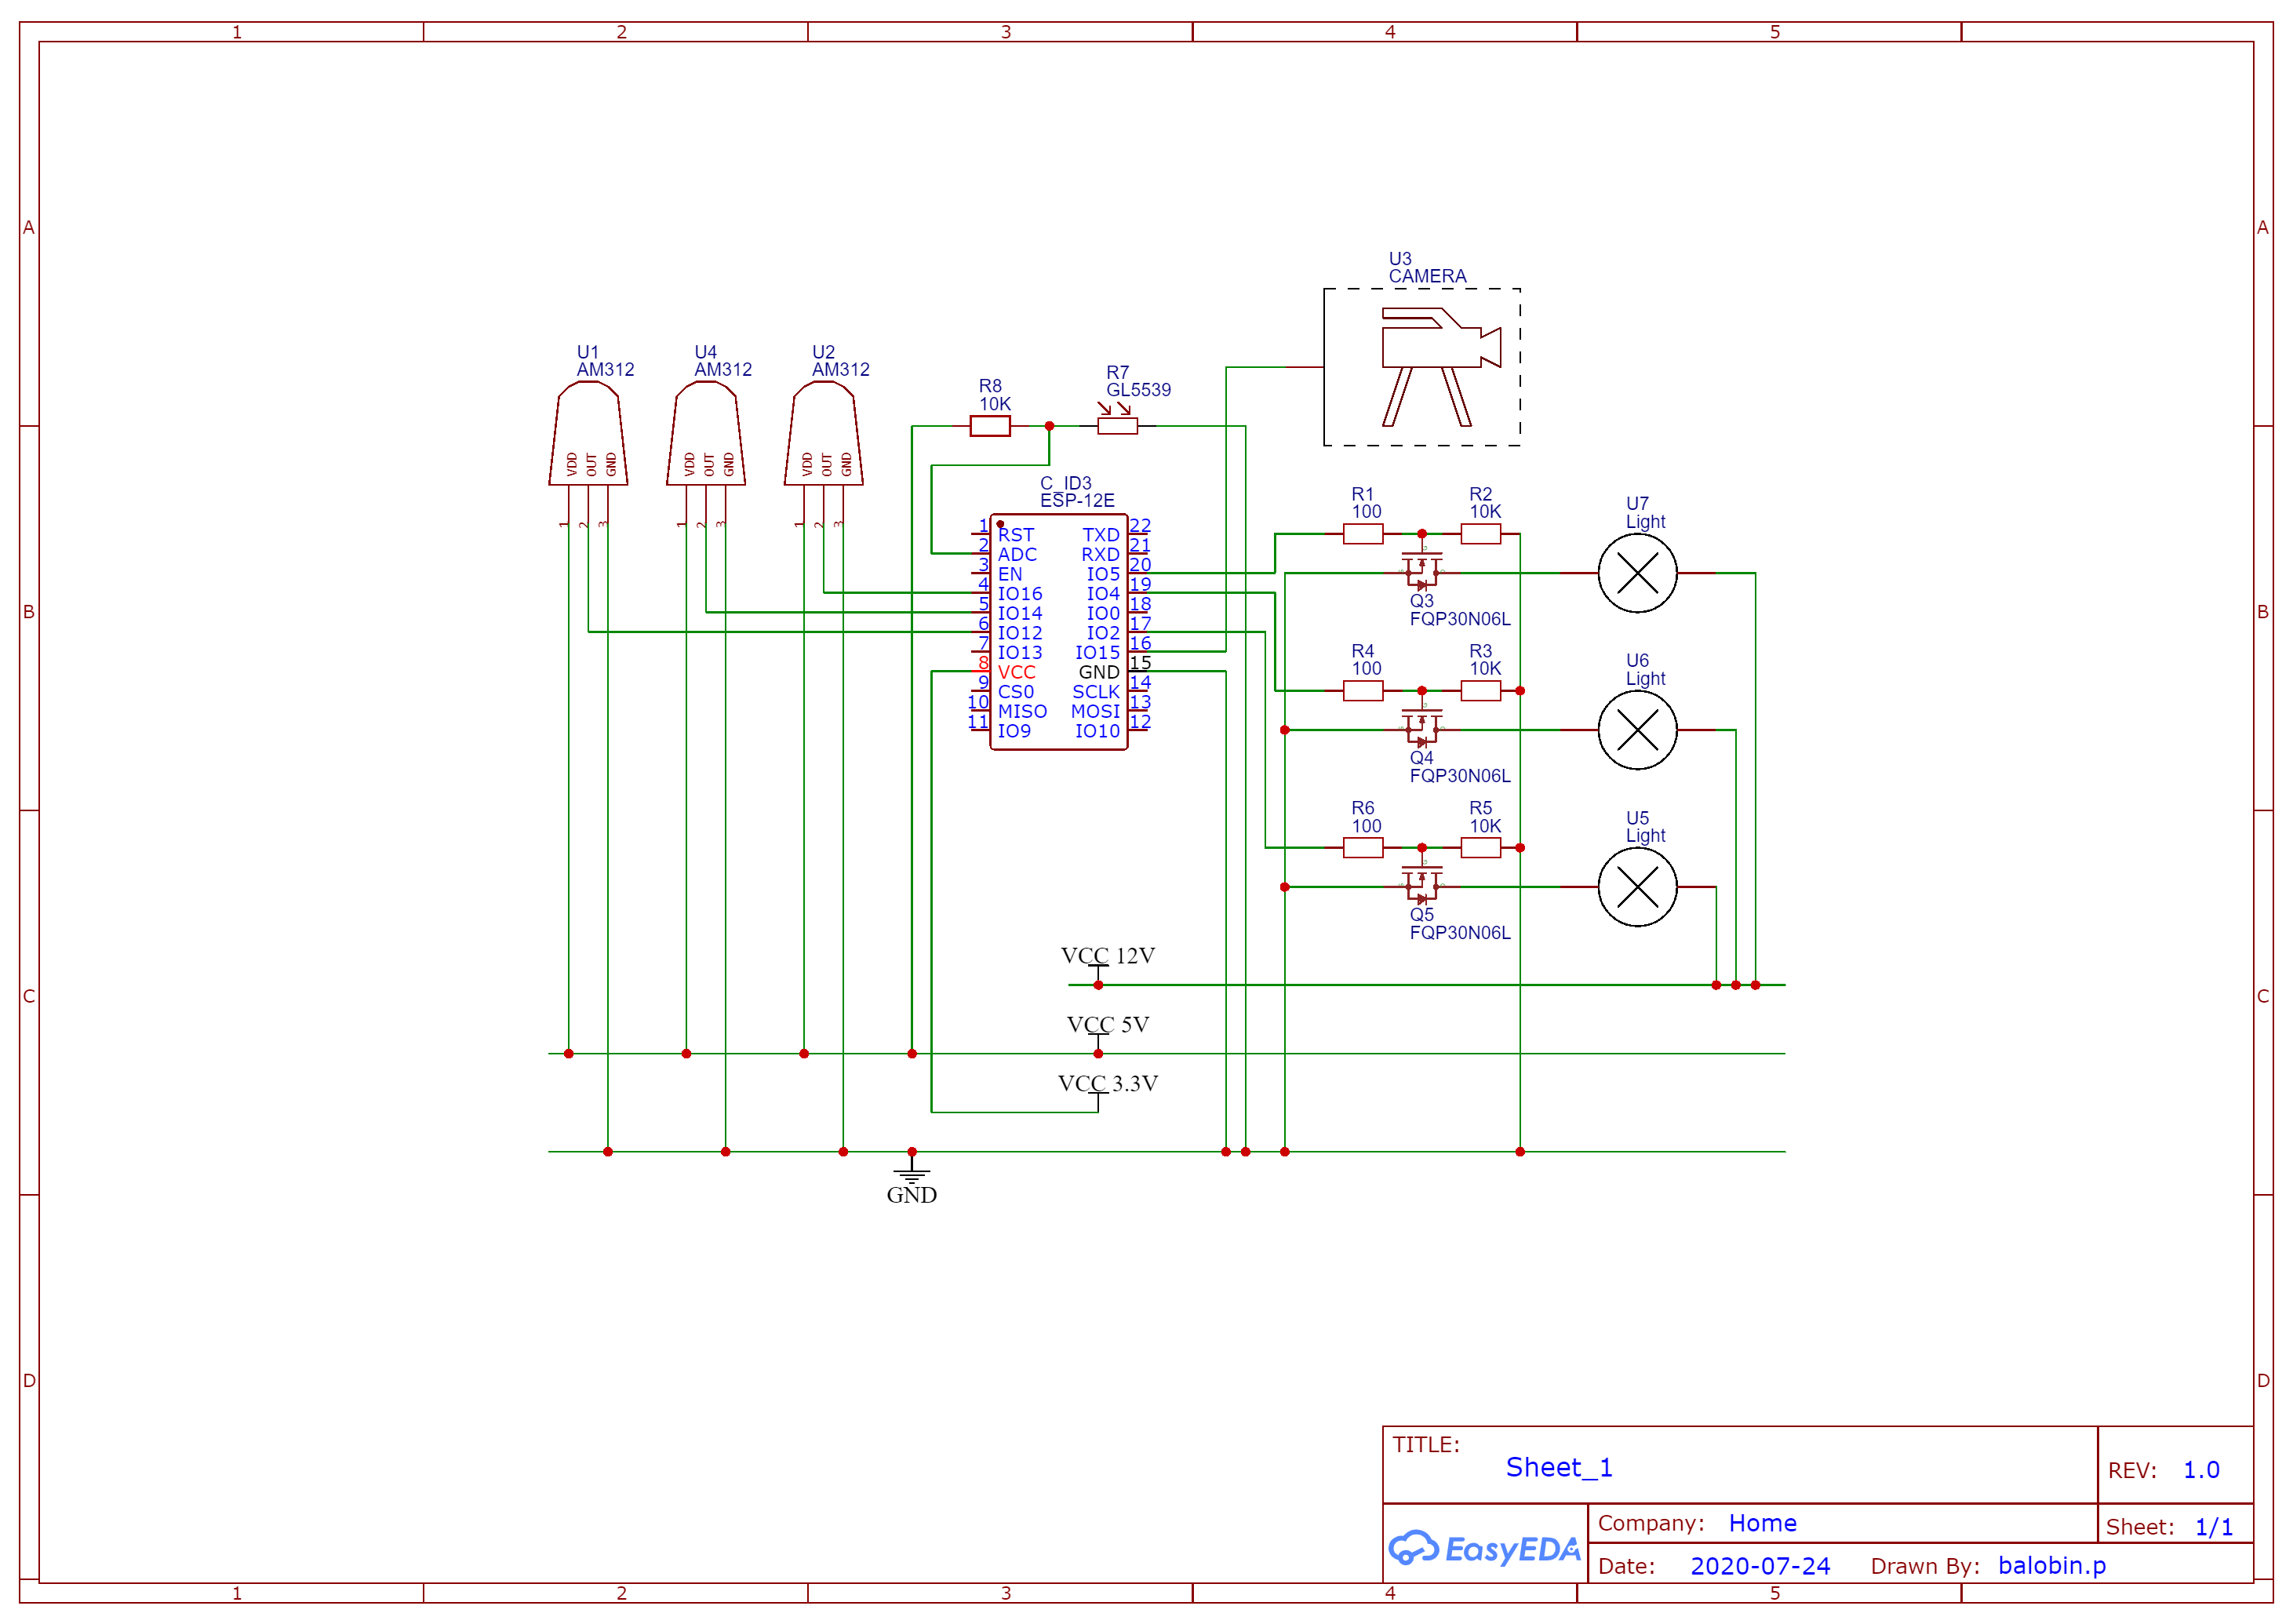 1 2 3 4 5
A A
B B
C C
D D
1 2 3 4 5
U3
CAMERA
U1
AM312
VDD
OUT
GND
1 2 3
U4
AM312
VDD
OUT
GND
1 2 3
U2
AM312
VDD
OUT
GND
1 2 3
R8
10K
R7
GL5539
C_ID3
ESP-12E
1 RST TXD 22
2 ADC RXD 21
3 EN IO5 20
4 IO16 IO4 19
5 IO14 IO0 18
6 IO12 IO2 17
7 IO13 IO15 16
8 VCC GND 15
9 CS0 SCLK 14
10 MISO MOSI 13
11 IO9 IO10 12
R1
100
R2
10K
Q3
FQP30N06L
U7
Light
R4
100
R3
10K
Q4
FQP30N06L
U6
Light
R6
100
R5
10K
Q5
FQP30N06L
U5
Light
VCC 12V
VCC 5V
VCC 3.3V
GND
TITLE:
Sheet_1
REV: 1.0
EasyEDA
Company: Home
Sheet: 1/1
Date: 2020-07-24
Drawn By: balobin.p